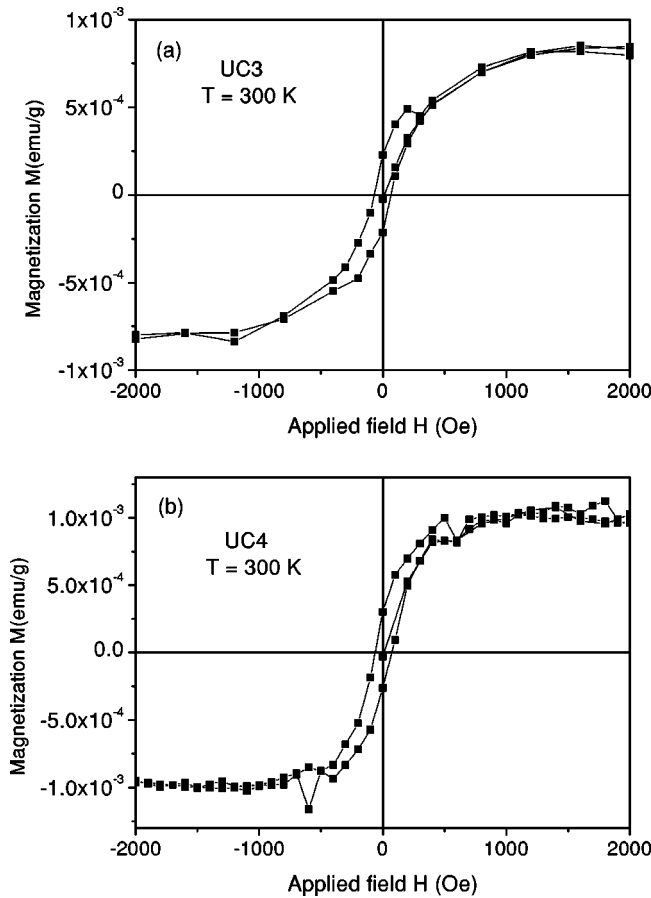 1x10⁻³
(a)
UC3
T = 300 K
5x10⁻⁴
0
-5x10⁻⁴
-1x10⁻³
Magnetization M(emu/g)
-2000 -1000 0 1000 2000
Applied field H (Oe)
(b)
1.0x10⁻³
UC4
T = 300 K
5.0x10⁻⁴
0.0
-5.0x10⁻⁴
-1.0x10⁻³
Magnetization M(emu/g)
-2000 -1000 0 1000 2000
Applied field H (Oe)